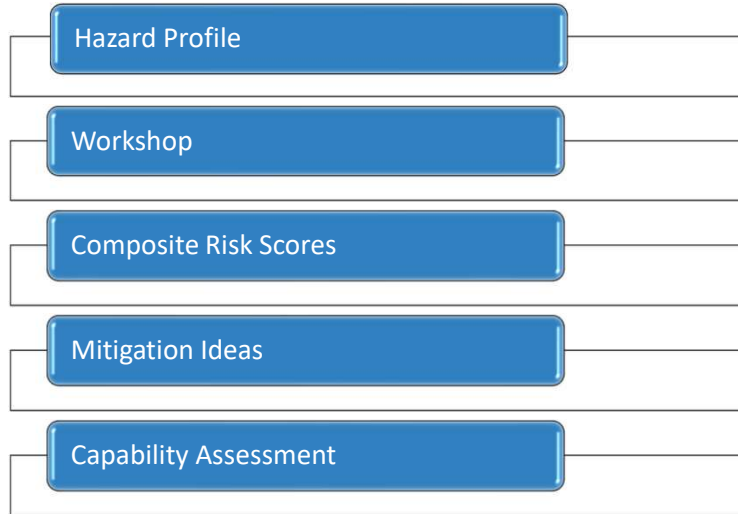 Hazard Profile
Workshop
Composite Risk Scores
Mitigation Ideas
Capability Assessment